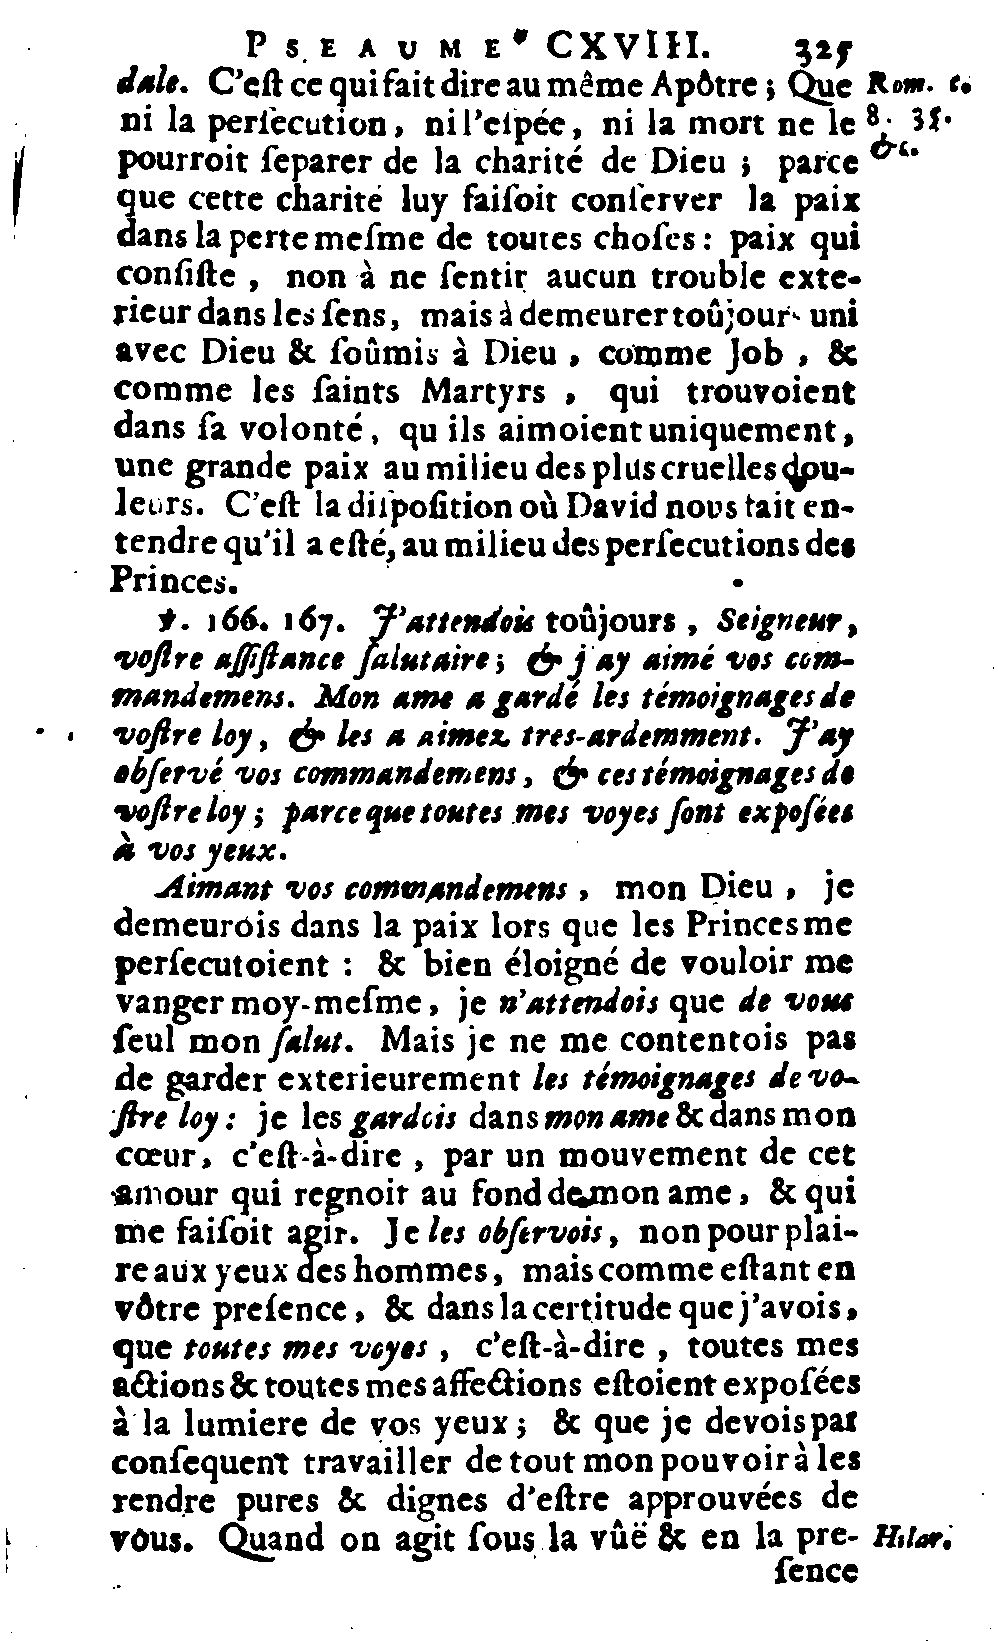 PSEAUME CXVIII. 325
dale. C'eſt ce qui fait dire au même Apôtre ; Que
Rom. c.
ni la perſecution, ni l'eſpée, ni la mort ne le
8. 35.
pourroit ſeparer de la charité de Dieu ; parce
&c.
que cette charité luy faiſoit conſerver la paix
dans la perte meſme de toutes choſes : paix qui
conſiſte, non à ne ſentir aucun trouble exte-
rieur dans les ſens, mais à demeurer toûjours uni
avec Dieu & ſoûmis à Dieu, comme Job, &
comme les ſaints Martyrs, qui trouvoient
dans ſa volonté, qu'ils aimoient uniquement,
une grande paix au milieu des plus cruelles dou-
leurs. C'eſt la diſpoſition où David nous fait en-
tendre qu'il a eſté, au milieu des perſecutions des
Princes.
℣. 166. 167. J'attendois toûjours, Seigneur,
voſtre aſſiſtance ſalutaire ; & j'ay aimé vos com-
mandemens. Mon ame a gardé les témoignages de
voſtre loy, & les a aimez tres-ardemment. J'ay
obſervé vos commandemens, & ces témoignages de
voſtre loy ; parce que toutes mes voyes ſont expoſées
à vos yeux.
Aimant vos commandemens, mon Dieu, je
demeurois dans la paix lors que les Princes me
perſecutoient : & bien éloigné de vouloir me
vanger moy-meſme, je n'attendois que de vous
ſeul mon ſalut. Mais je ne me contentois pas
de garder exterieurement les témoignages de vo-
ſtre loy : je les gardois dans mon ame & dans mon
cœur, c'eſt-à-dire, par un mouvement de cet
amour qui regnoit au fond de mon ame, & qui
me faiſoit agir. Je les obſervois, non pour plai-
re aux yeux des hommes, mais comme eſtant en
vôtre preſence, & dans la certitude que j'avois,
que toutes mes voyes, c'eſt-à-dire, toutes mes
actions & toutes mes affections eſtoient expoſées
à la lumiere de vos yeux ; & que je devois par
conſequent travailler de tout mon pouvoir à les
rendre pures & dignes d'eſtre approuvées de
vous. Quand on agit ſous la vûë & en la pre-
Hilar.
ſence